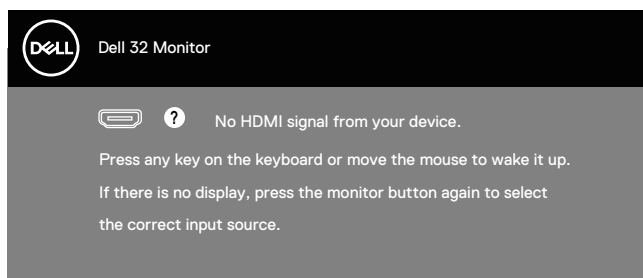 DELL
Dell 32 Monitor
? No HDMI signal from your device.
Press any key on the keyboard or move the mouse to wake it up.
If there is no display, press the monitor button again to select
the correct input source.